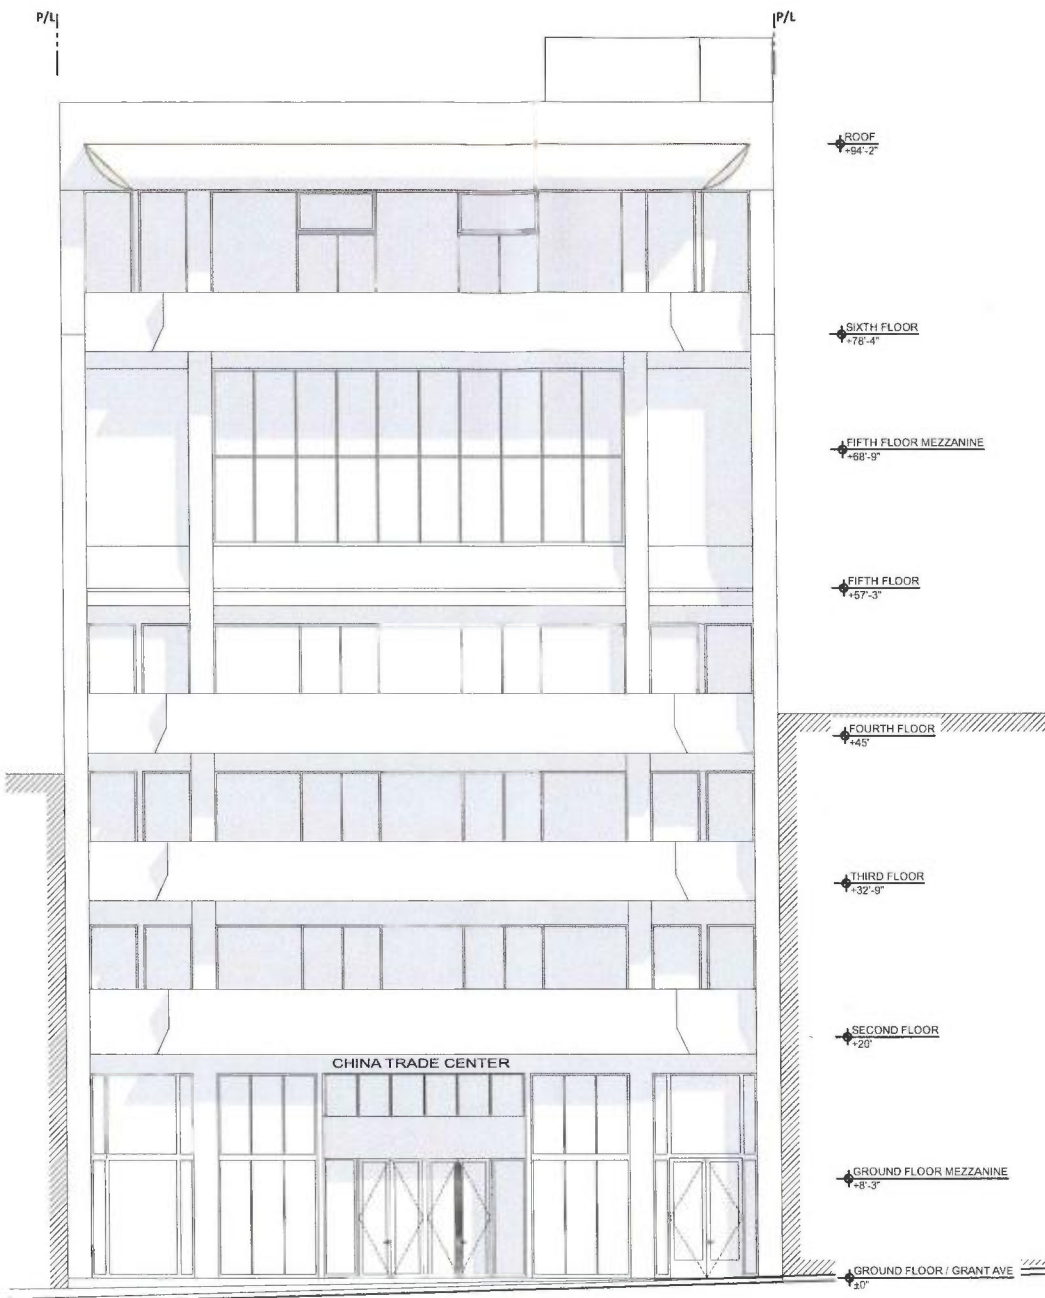 P/L
P/L
ROOF
+94'-2"
SIXTH FLOOR
+78'-4"
FIFTH FLOOR MEZZANINE
+68'-9"
FIFTH FLOOR
+57'-3"
FOURTH FLOOR
+45'
THIRD FLOOR
+32'-9"
SECOND FLOOR
+20'
CHINA TRADE CENTER
GROUND FLOOR MEZZANINE
+8'-3"
GROUND FLOOR / GRANT AVE
±0"